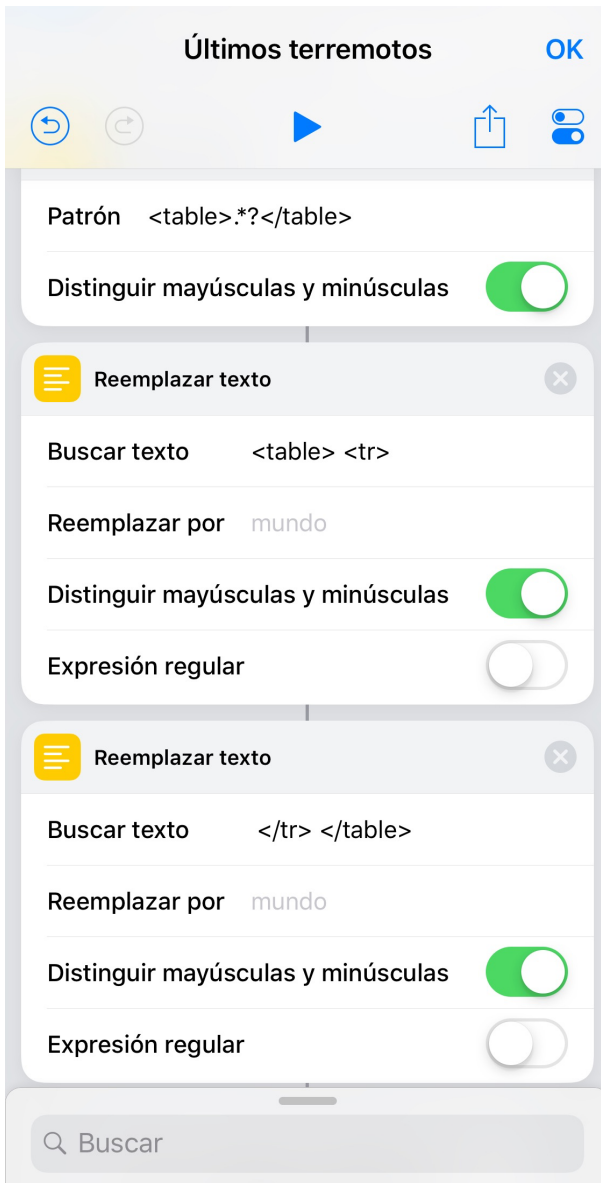 Últimos terremotos OK
Patrón <table>.*?</table>
Distinguir mayúsculas y minúsculas
Reemplazar texto
Buscar texto <table> <tr>
Reemplazar por mundo
Distinguir mayúsculas y minúsculas
Expresión regular
Reemplazar texto
Buscar texto </tr> </table>
Reemplazar por mundo
Distinguir mayúsculas y minúsculas
Expresión regular
Buscar